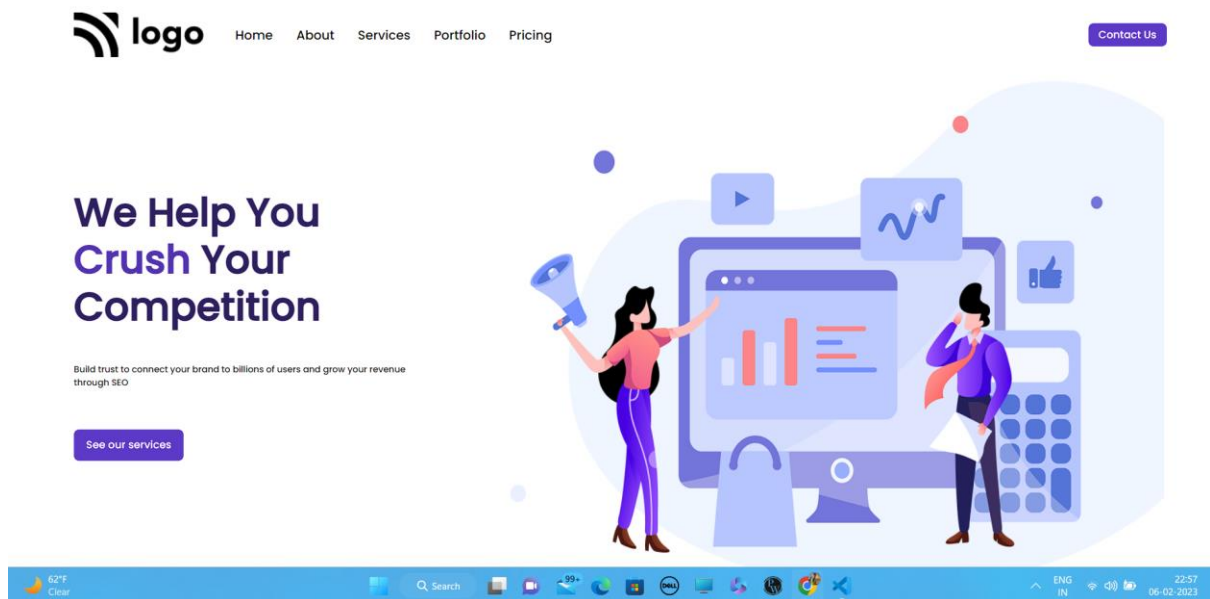 logo Home About Services Portfolio Pricing Contact Us
We Help You
Crush Your
Competition
Build trust to connect your brand to billions of users and grow your revenue
through SEO
See our services
62°F
Clear
Search
99+
DELL
ENG
IN
22:57
06-02-2023